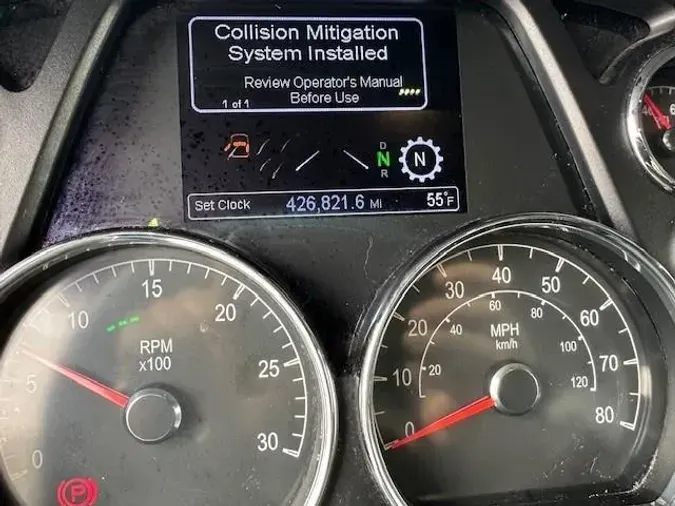 Collision Mitigation
System Installed
Review Operator's Manual
Before Use
1 of 1
D
N
R
N
Set Clock 426,821.6 Mi 55°F
0
5
10
15
20
25
30
RPM
x100
P
0
10
20
30
40
50
60
70
80
20
40
60
80
100
120
MPH
km/h